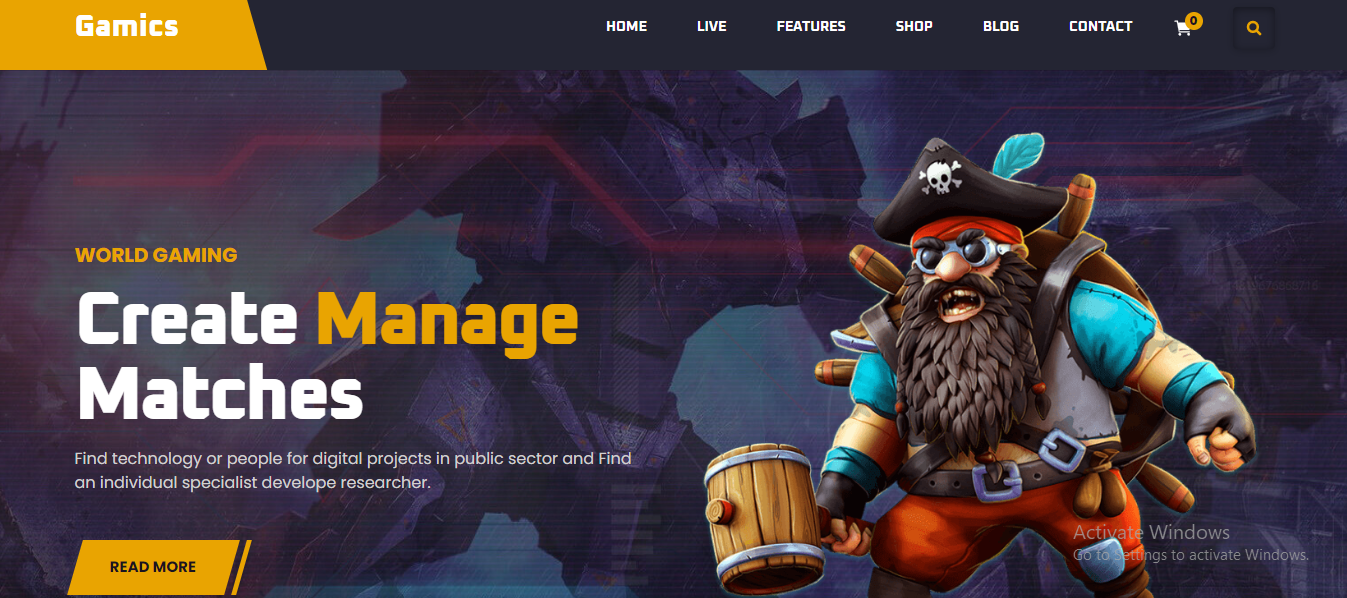 Gamics
HOME LIVE FEATURES SHOP BLOG CONTACT 0
WORLD GAMING
Create Manage
Matches
Find technology or people for digital projects in public sector and Find
an individual specialist develope researcher.
READ MORE
Activate Windows
Go to Settings to activate Windows.